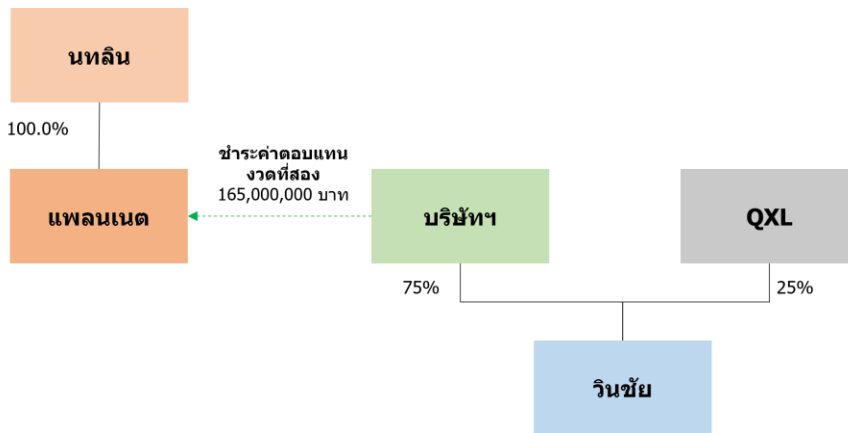 นทลิน
100.0%
ชำระค่าตอบแทน
งวดที่สอง
165,000,000 บาท
แพลนเนต
บริษัทฯ
QXL
75%
25%
วินชัย